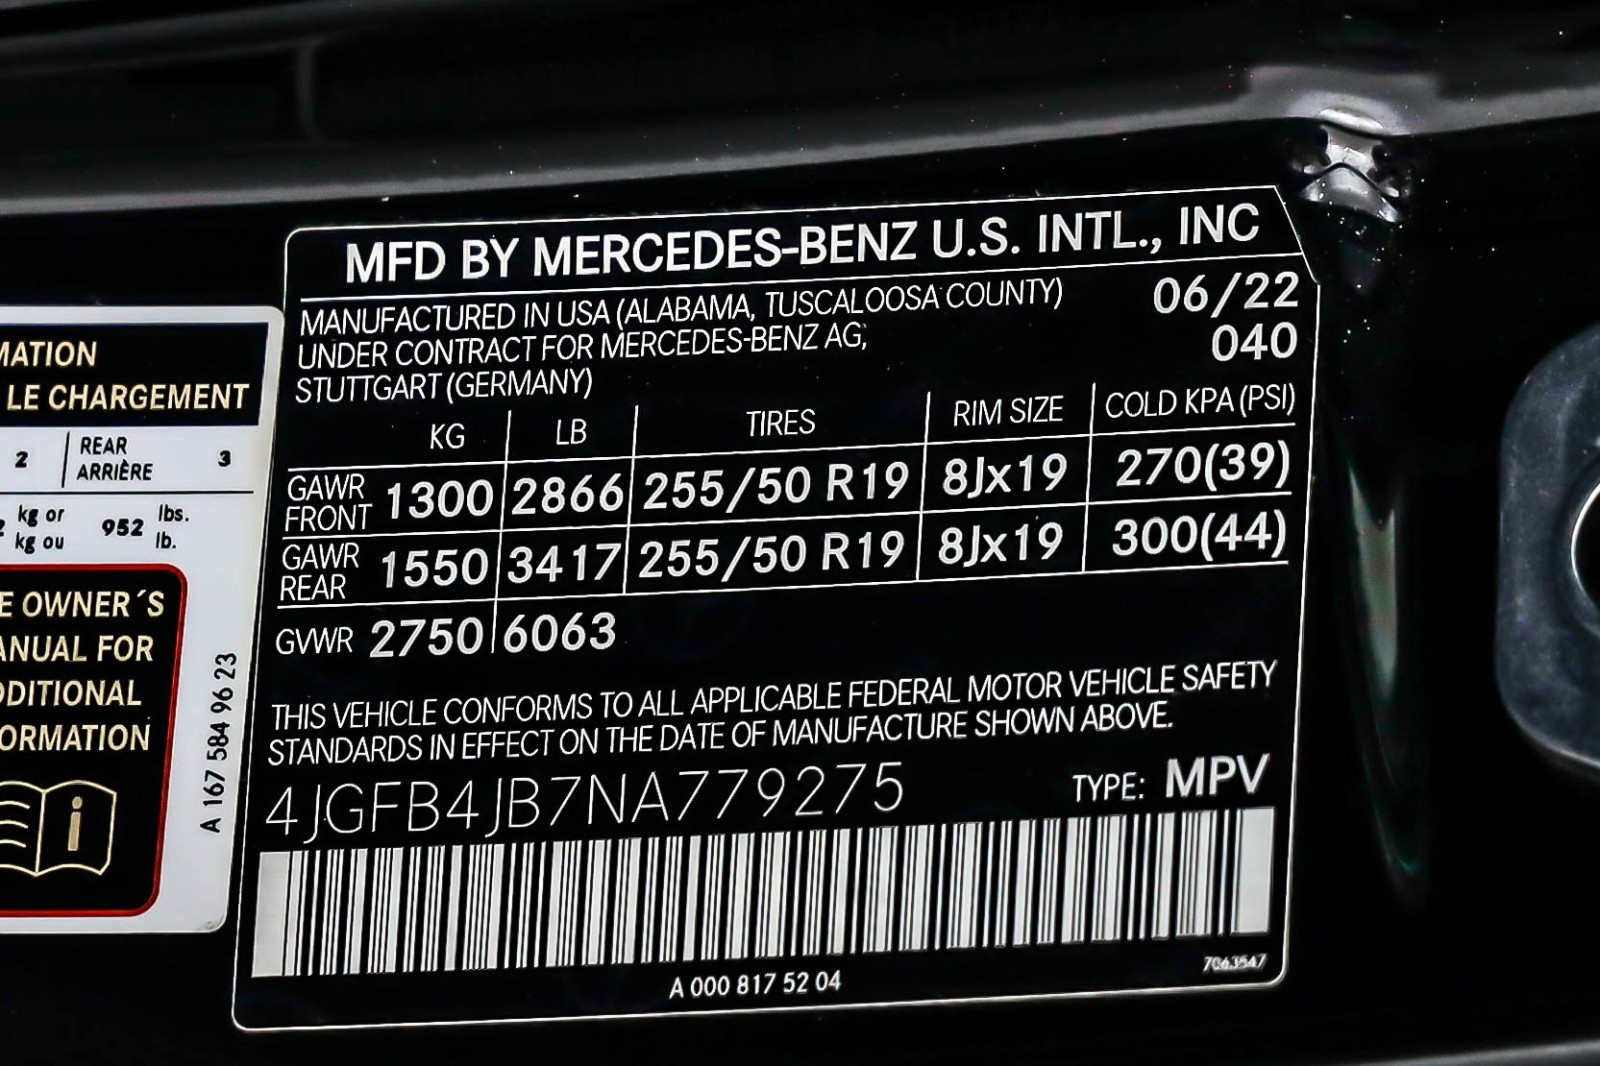 MFD BY MERCEDES-BENZ U.S. INTL., INC
MANUFACTURED IN USA (ALABAMA, TUSCALOOSA COUNTY) 06/22
UNDER CONTRACT FOR MERCEDES-BENZ AG, 040
STUTTGART (GERMANY)
KG LB TIRES RIM SIZE COLD KPA (PSI)
GAWR FRONT 1300 2866 255/50 R19 8Jx19 270(39)
GAWR REAR 1550 3417 255/50 R19 8Jx19 300(44)
GVWR 2750 6063
THIS VEHICLE CONFORMS TO ALL APPLICABLE FEDERAL MOTOR VEHICLE SAFETY
STANDARDS IN EFFECT ON THE DATE OF MANUFACTURE SHOWN ABOVE.
4JGFB4JB7NA779275 TYPE: MPV
A 000 817 52 04
LE CHARGEMENT
2 REAR ARRIÈRE 3
kg or 952 lbs.
kg ou lb.
OWNER´S
FOR
A 167 584 96 23